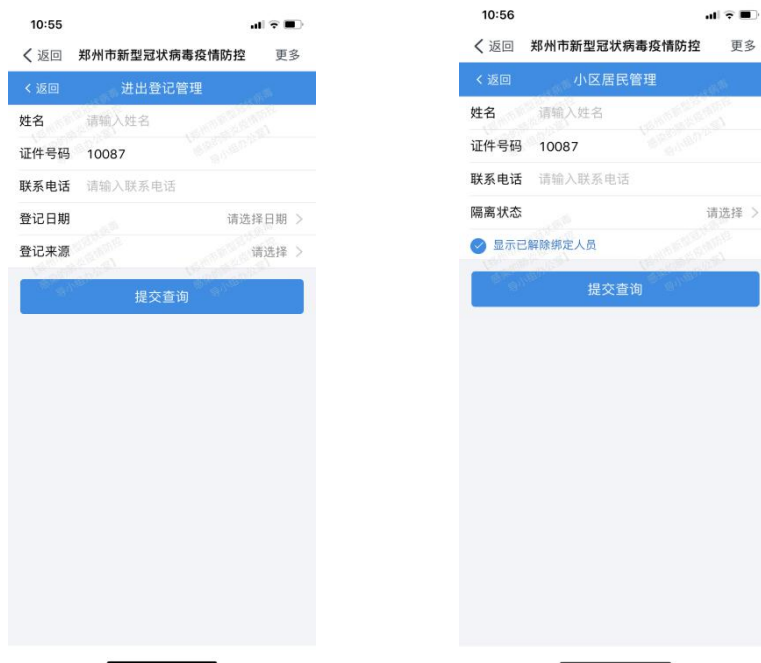 10:55
返回 郑州市新型冠状病毒疫情防控 更多
返回 进出登记管理
姓名 请输入姓名
证件号码 10087
联系电话 请输入联系电话
登记日期 请选择日期
登记来源 请选择
提交查询
10:56
返回 郑州市新型冠状病毒疫情防控 更多
返回 小区居民管理
姓名 请输入姓名
证件号码 10087
联系电话 请输入联系电话
隔离状态 请选择
显示已解除绑定人员
提交查询